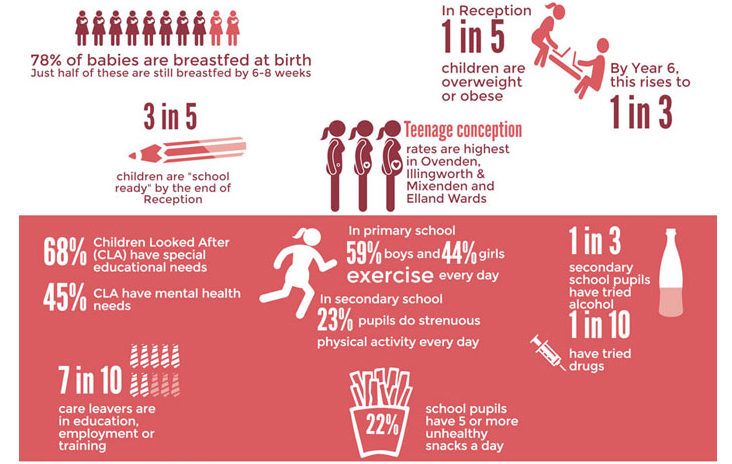 78% of babies are breastfed at birth
Just half of these are still breastfed by 6-8 weeks
In Reception
1 in 5
children are
overweight
or obese
By Year 6,
this rises to
1 in 3
3 in 5
children are "school
ready" by the end of
Reception
Teenage conception
rates are highest
in Ovenden,
Illingworth &
Mixenden and
Elland Wards
68% Children Looked After
(CLA) have special
educational needs
45% CLA have mental health
needs
In primary school
59% boys and 44% girls
exercise every day
In secondary school
23% pupils do strenuous
physical activity every day
1 in 3
secondary
school pupils
have tried
alcohol
1 in 10
have tried
drugs
7 in 10
care leavers are
in education,
employment or
training
22%
school pupils
have 5 or more
unhealthy
snacks a day